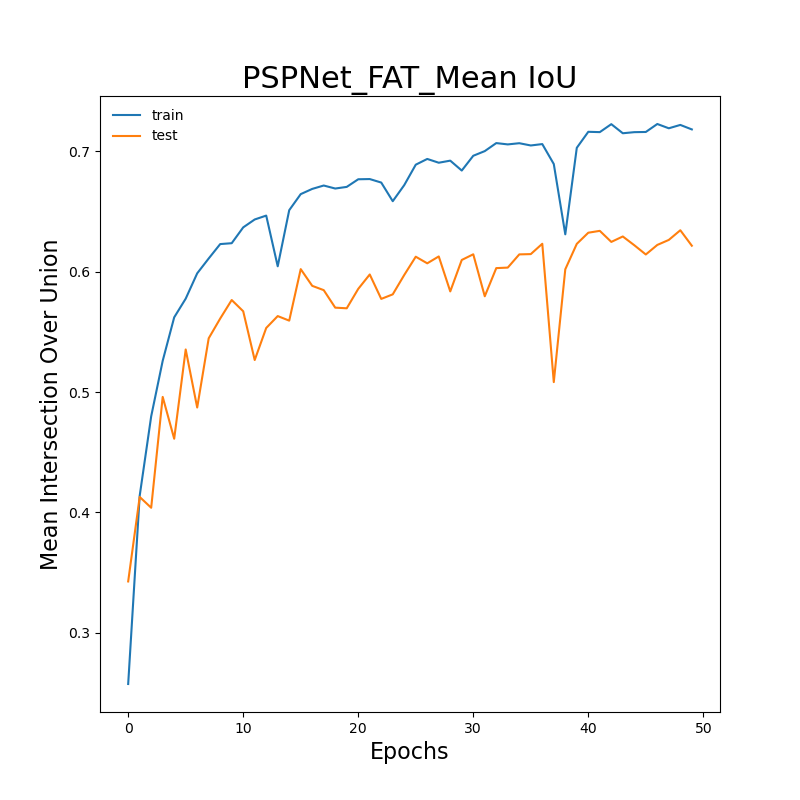 PSPNet_FAT_Mean IoU
train
test
0.7
0.6
0.5
0.4
0.3
Mean Intersection Over Union
0 10 20 30 40 50
Epochs